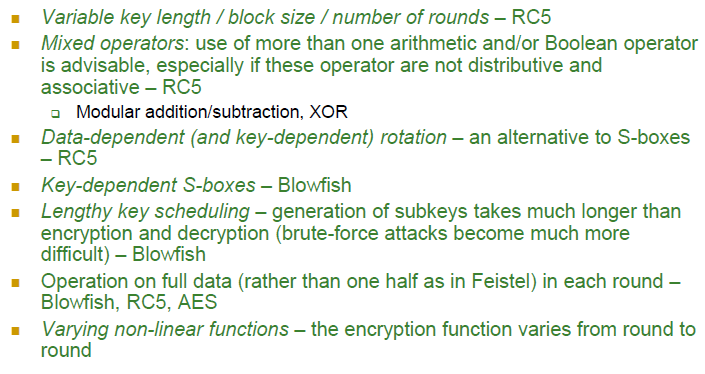 Variable key length / block size / number of rounds – RC5
Mixed operators: use of more than one arithmetic and/or Boolean operator
is advisable, especially if these operator are not distributive and
associative – RC5
Modular addition/subtraction, XOR
Data-dependent (and key-dependent) rotation – an alternative to S-boxes
– RC5
Key-dependent S-boxes – Blowfish
Lengthy key scheduling – generation of subkeys takes much longer than
encryption and decryption (brute-force attacks become much more
difficult) – Blowfish
Operation on full data (rather than one half as in Feistel) in each round –
Blowfish, RC5, AES
Varying non-linear functions – the encryption function varies from round to
round